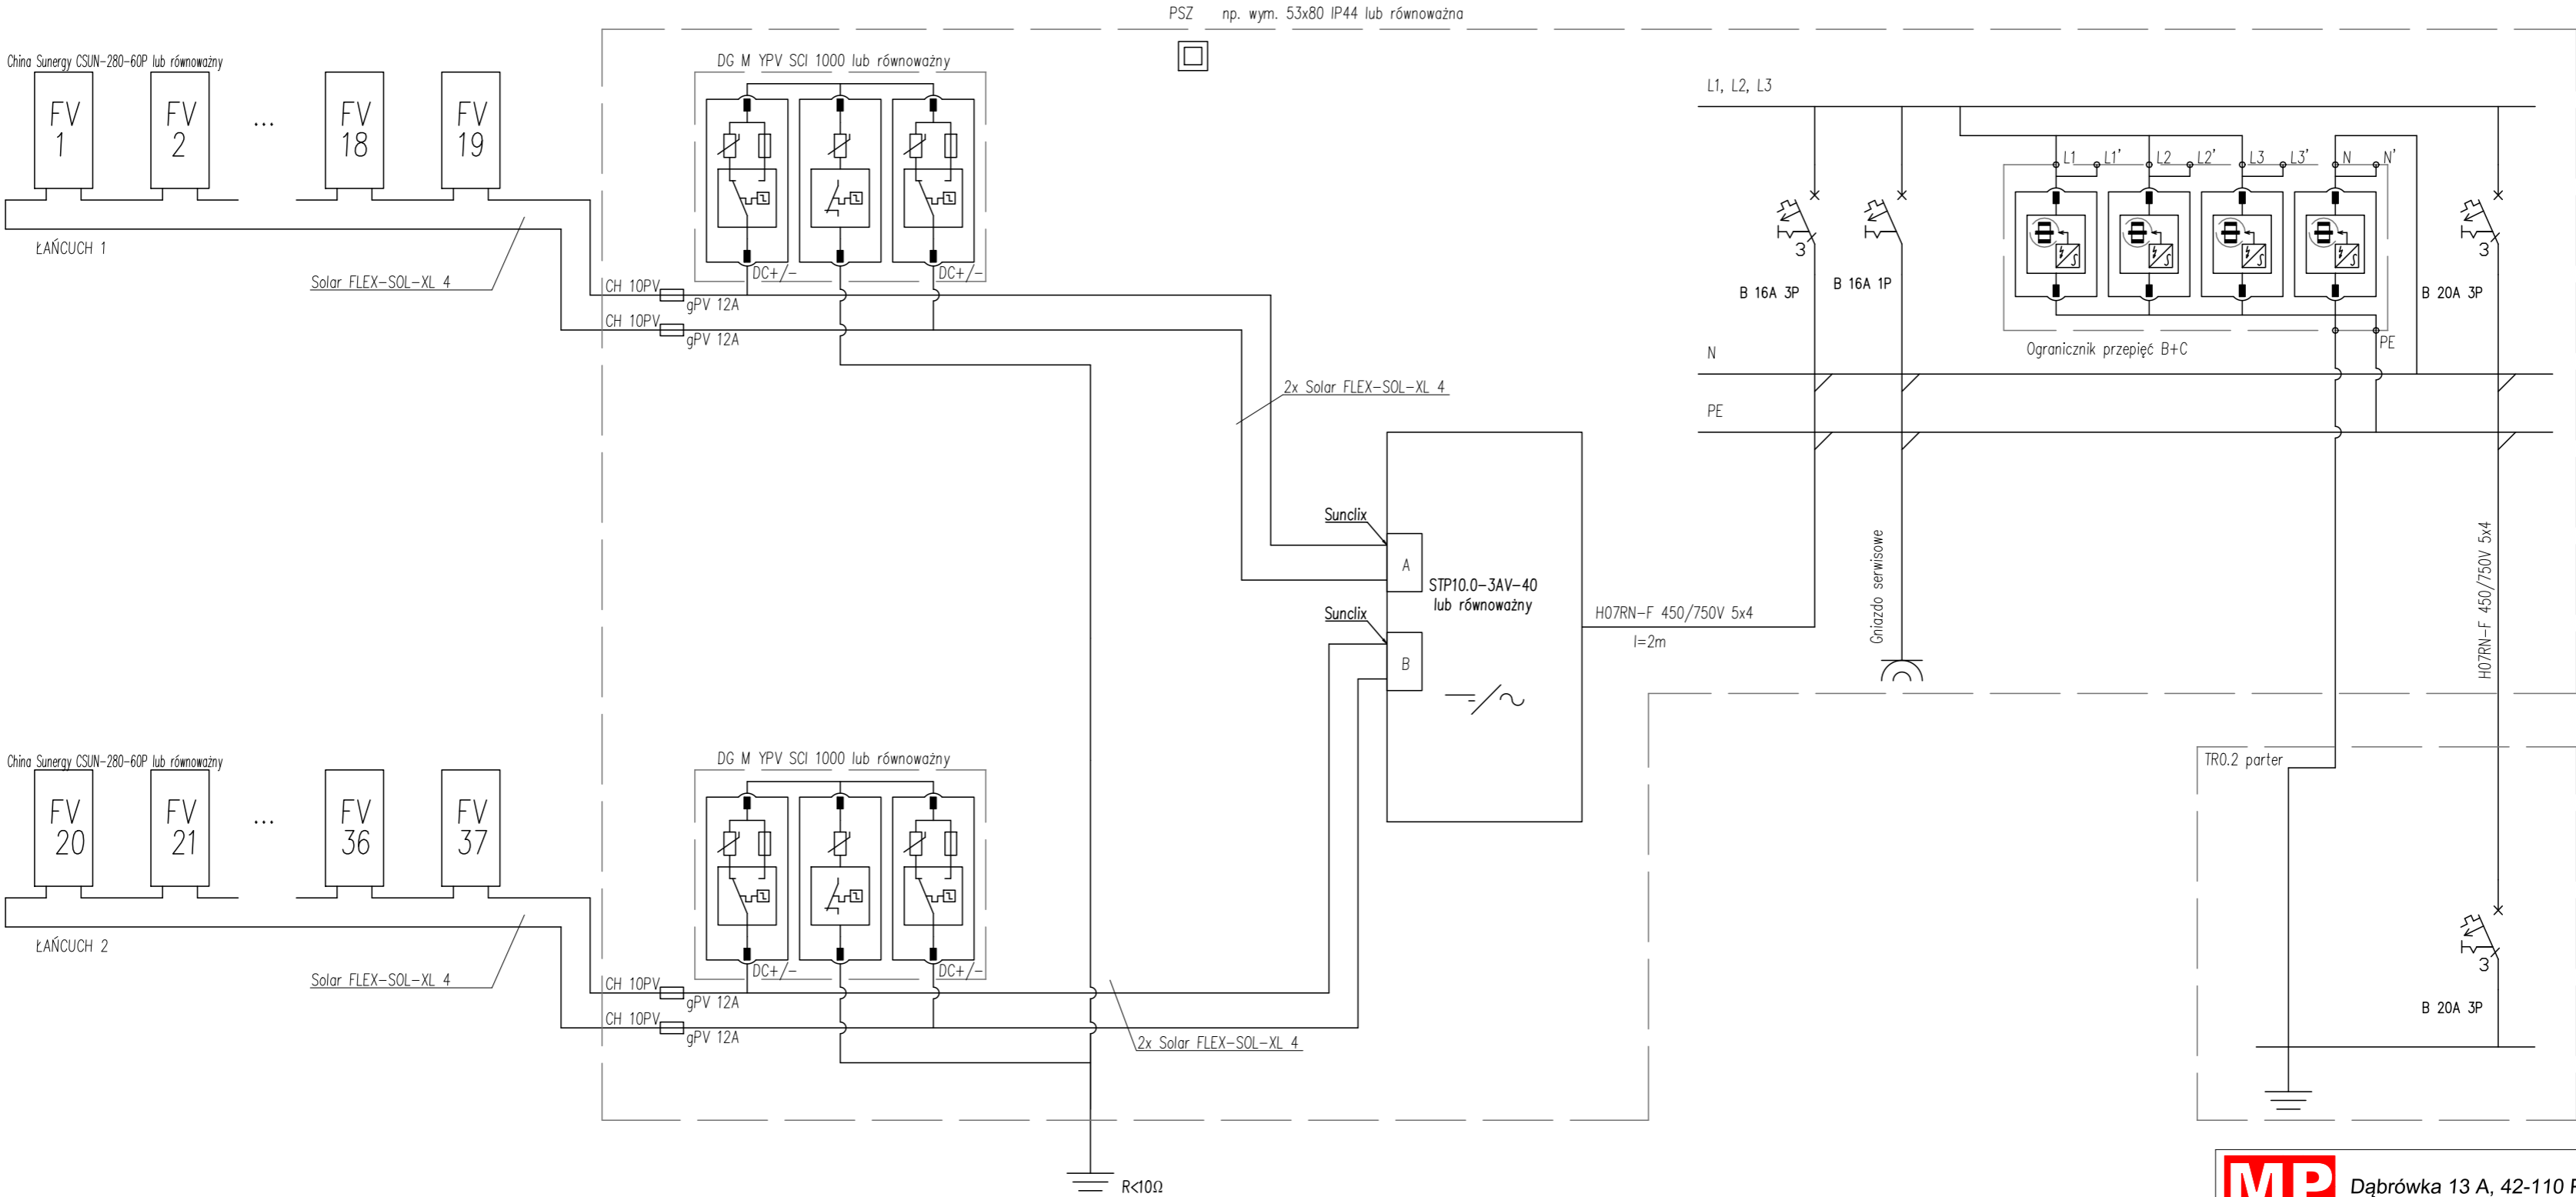 PSZ np. wym. 53x80 IP44 lub równoważna
China Sunergy CSUN-280-60P lub równoważny
FV 1
FV 2
...
FV 18
FV 19
ŁAŃCUCH 1
Solar FLEX-SOL-XL 4
DG M YPV SCI 1000 lub równoważny
DC+/-
DC+/-
CH 10PV
gPV 12A
CH 10PV
gPV 12A
2x Solar FLEX-SOL-XL 4
L1, L2, L3
L1
L1'
L2
L2'
L3
L3'
N
N'
3
3
B 16A 3P
B 16A 1P
B 20A 3P
Ogranicznik przepięć B+C
PE
N
PE
Sunclix
A
STP10.0-3AV-40
lub równoważny
Sunclix
B
H07RN-F 450/750V 5x4
l=2m
Gniazdo serwisowe
H07RN-F 450/750V 5x4
China Sunergy CSUN-280-60P lub równoważny
FV 20
FV 21
...
FV 36
FV 37
ŁAŃCUCH 2
Solar FLEX-SOL-XL 4
DG M YPV SCI 1000 lub równoważny
DC+/-
DC+/-
CH 10PV
gPV 12A
CH 10PV
gPV 12A
2x Solar FLEX-SOL-XL 4
TR0.2 parter
3
B 20A 3P
R<10Ω
MP
Dąbrówka 13 A, 42-110